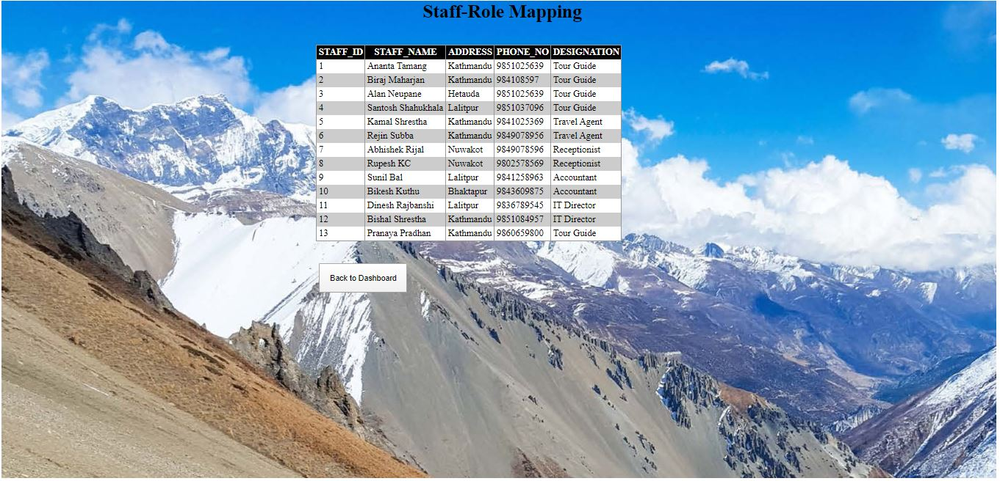 Staff-Role Mapping
STAFF_ID STAFF_NAME ADDRESS PHONE_NO DESIGNATION
1 Ananta Tamang Kathmandu 9851025639 Tour Guide
2 Biraj Maharjan Kathmandu 984108597 Tour Guide
3 Alan Neupane Hetauda 9851025639 Tour Guide
4 Santosh Shahukhala Lalitpur 9851037096 Tour Guide
5 Kamal Shrestha Kathmandu 9841025369 Travel Agent
6 Rejin Subba Kathmandu 9849078956 Travel Agent
7 Abhishek Rijal Nuwakot 9849078596 Receptionist
8 Rupesh KC Nuwakot 9802578569 Receptionist
9 Sunil Bal Lalitpur 9841258963 Accountant
10 Bikesh Kuthu Bhaktapur 9843609875 Accountant
11 Dinesh Rajbanshi Lalitpur 9836789545 IT Director
12 Bishal Shrestha Kathmandu 9851084957 IT Director
13 Pranaya Pradhan Kathmandu 9860659800 Tour Guide
Back to Dashboard